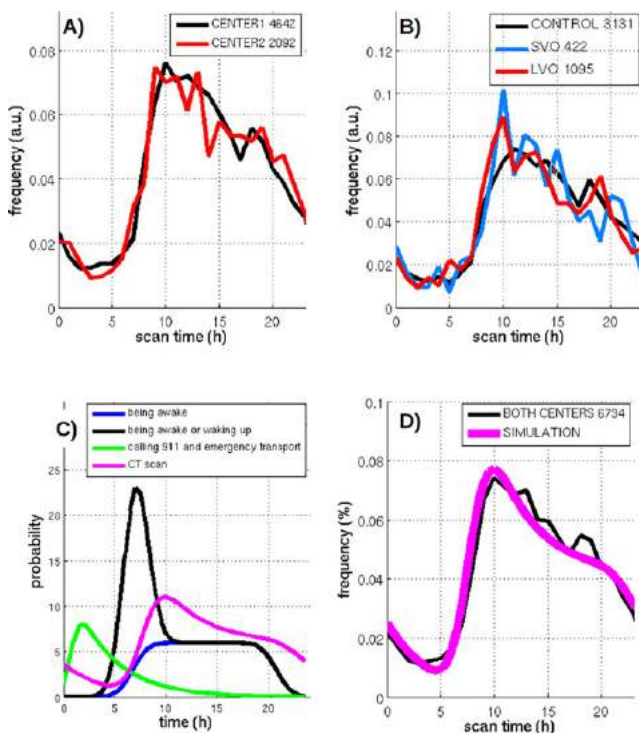 A)
CENTER1 4642
CENTER2 2092
0.08
0.06
0.04
0.02
0
frequency (a.u.)
0 5 10 15 20
scan time (h)
B)
CONTROL 3131
SVO 422
LVO 1095
0.12
0.1
0.08
0.06
0.04
0.02
0
frequency (a.u.)
0 5 10 15 20
scan time (h)
C)
being awake
being awake or waking up
calling 911 and emergency transport
CT scan
25
20
15
10
5
0
probability
0 5 10 15 20
time (h)
D)
BOTH CENTERS 6734
SIMULATION
0.1
0.08
0.06
0.04
0.02
0
frequency (%)
0 5 10 15 20
scan time (h)